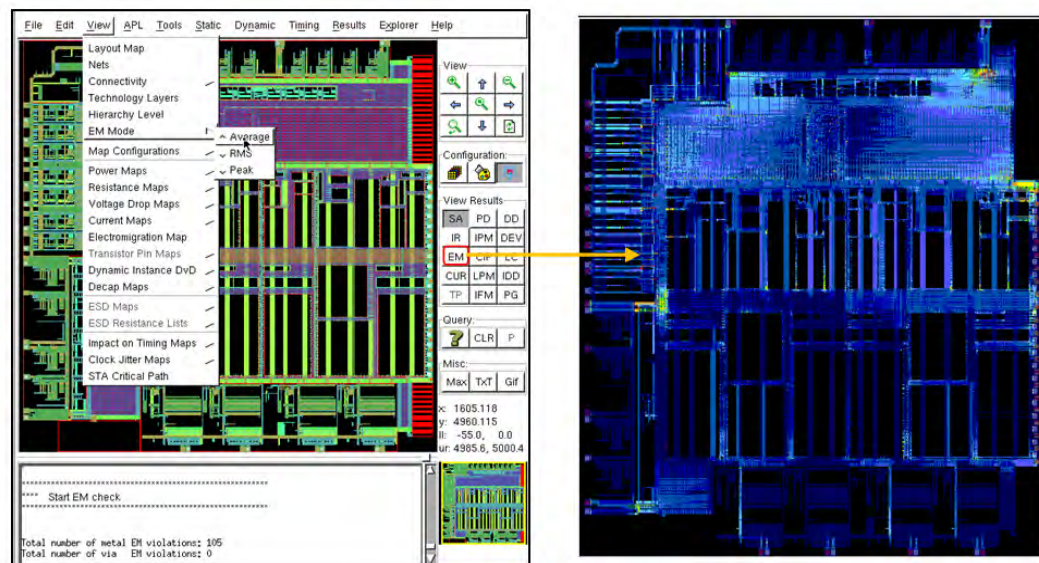 File Edit View APL Tools Static Dynamic Timing Results Explorer Help
Layout Map
Nets
Connectivity
Technology Layers
Hierarchy Level
EM Mode
Map Configurations
Power Maps
Resistance Maps
Voltage Drop Maps
Current Maps
Electromigration Map
Transistor Pin Maps
Dynamic Instance DvD
Decap Maps
ESD Maps
ESD Resistance Lists
Impact on Timing Maps
Clock Jitter Maps
STA Critical Path
Average
RMS
Peak
View
Configuration:
View Results
SA PD DD
IR IPM DEV
EM CIP LC
CUR LPM IDD
TP IFM PG
Query:
CLR P
Misc:
Max TXT Gif
x: 1605.118
y: 4960.115
ll: -55.0, 0.0
ur: 4985.6, 5000.4
**** Start EM check
Total number of metal EM violations: 105
Total number of via EM violations: 0